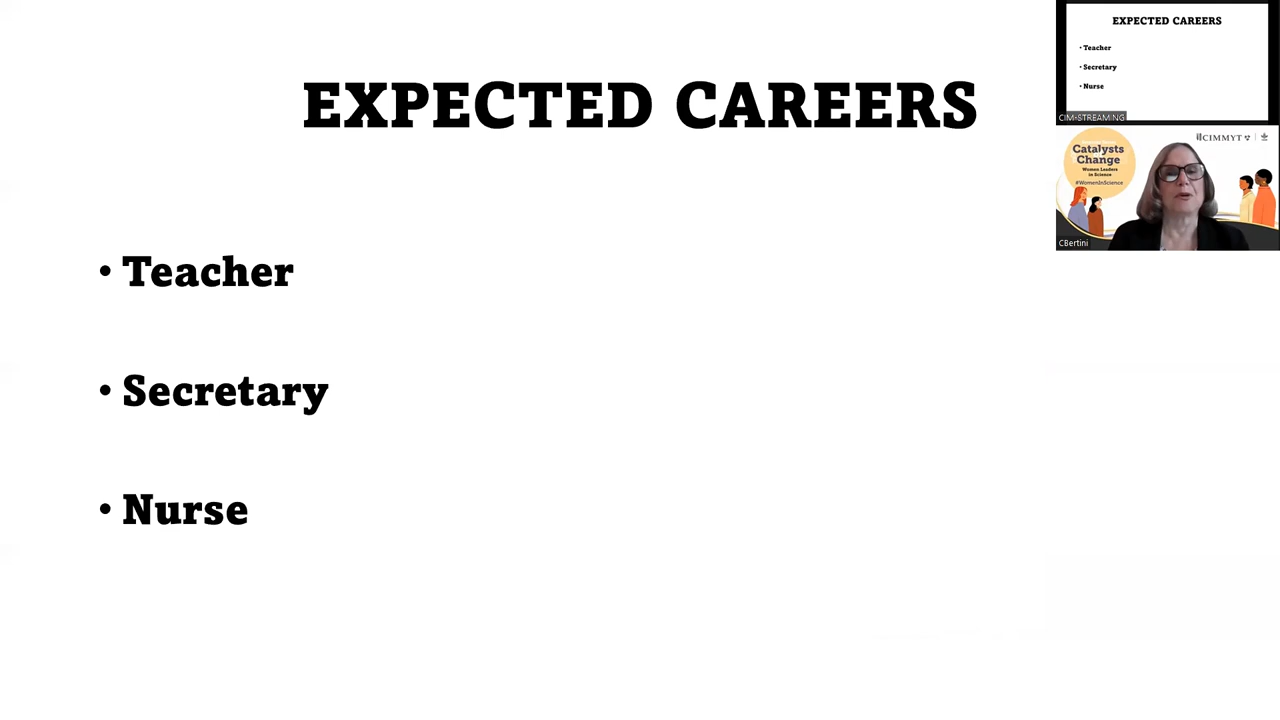 EXPECTED CAREERS
• Teacher
• Secretary
• Nurse
EXPECTED CAREERS
• Teacher
• Secretary
• Nurse
CIM-STREAMING
Catalysts
Change
Women Leaders
in Science
#WomenInScience
CIMMYT
CBertini